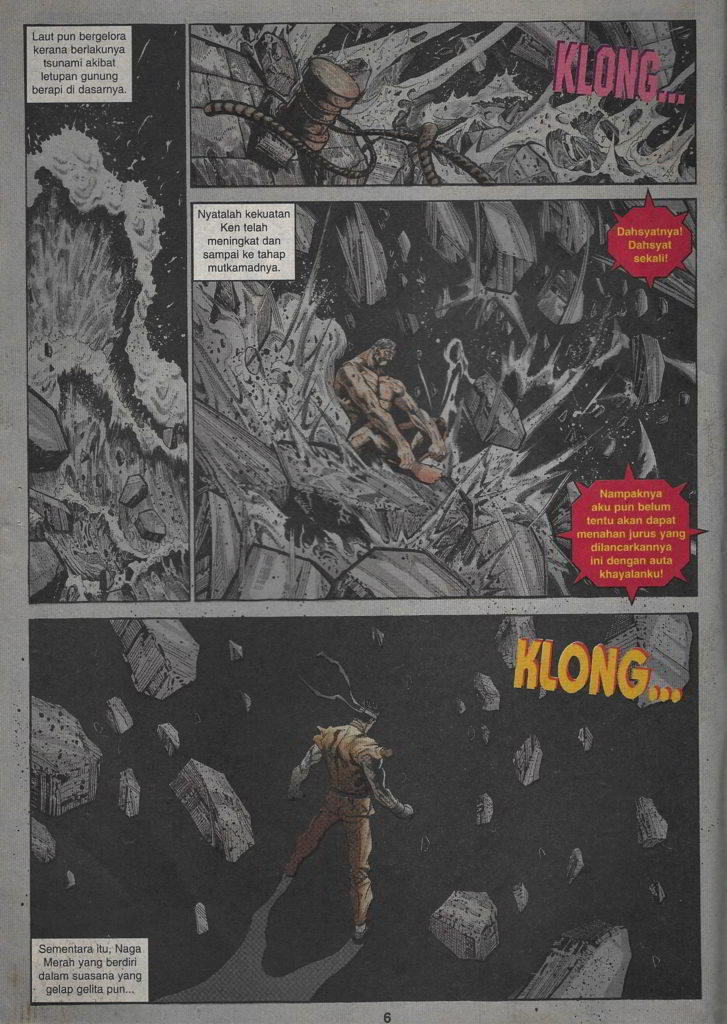 Laut pun bergelora
kerana berlakunya
tsunami akibat
letupan gunung
berapi di dasarnya.
KLONG...
Nyatalah kekuatan
Ken telah
meningkat dan
sampai ke tahap
mutkamadnya.
Dahsyatnya!
Dahsyat
sekali!
Nampaknya
aku pun belum
tentu akan dapat
menahan jurus yang
dilancarkannya
ini dengan auta
khayalanku!
KLONG...
Sementara itu, Naga
Merah yang berdiri
dalam suasana yang
gelap gelita pun...
6